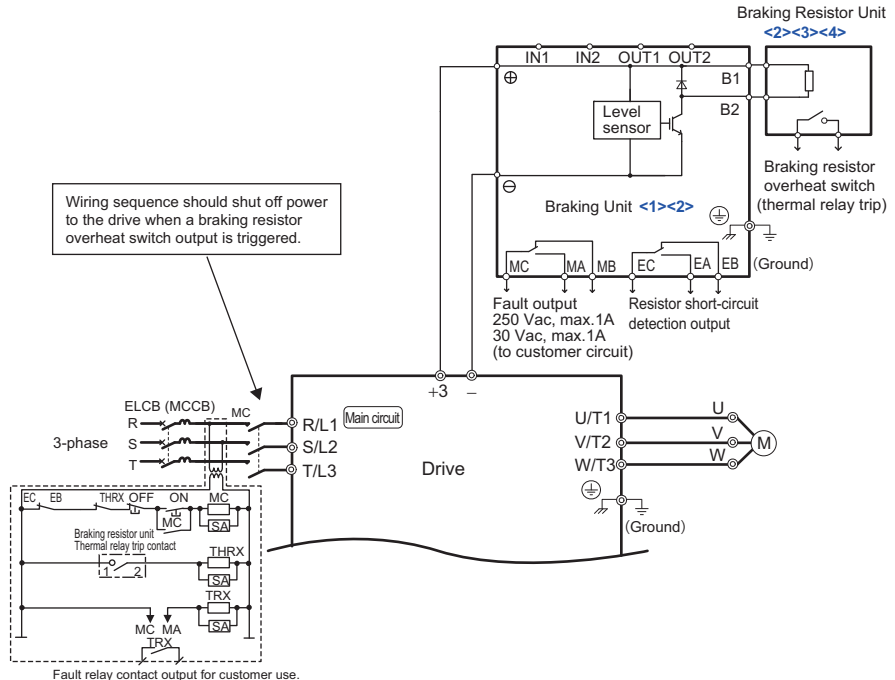 Braking Resistor Unit
<2><3><4>
IN1 IN2 OUT1 OUT2
⊕
B1
B2
Level
sensor
⊖
Braking resistor
overheat switch
(thermal relay trip)
Wiring sequence should shut off power
to the drive when a braking resistor
overheat switch output is triggered.
Braking Unit <1><2>
(Ground)
MC MA MB EC EA EB
Fault output
250 Vac, max.1A
30 Vac, max.1A
(to customer circuit)
Resistor short-circuit
detection output
+3 –
ELCB (MCCB)
MC
3-phase
R
S
T
R/L1
S/L2
T/L3
Main circuit
Drive
U/T1
V/T2
W/T3
U
V
W
M
(Ground)
EC EB THRX OFF ON MC
MC
SA
Braking resistor unit
Thermal relay trip contact
1 2
THRX
SA
TRX
SA
MC MA
TRX
Fault relay contact output for customer use.